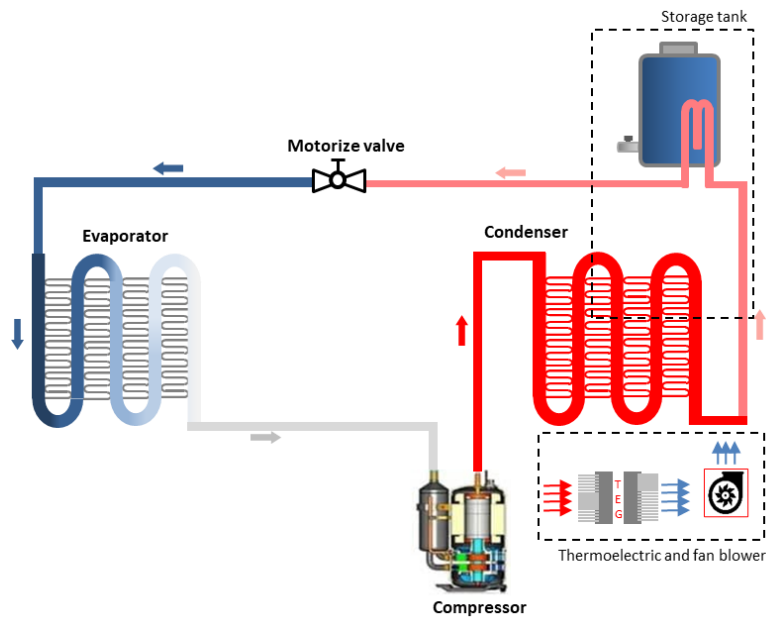 Storage tank
Motorize valve
Evaporator
Condenser
T
E
G
Thermoelectric and fan blower
Compressor